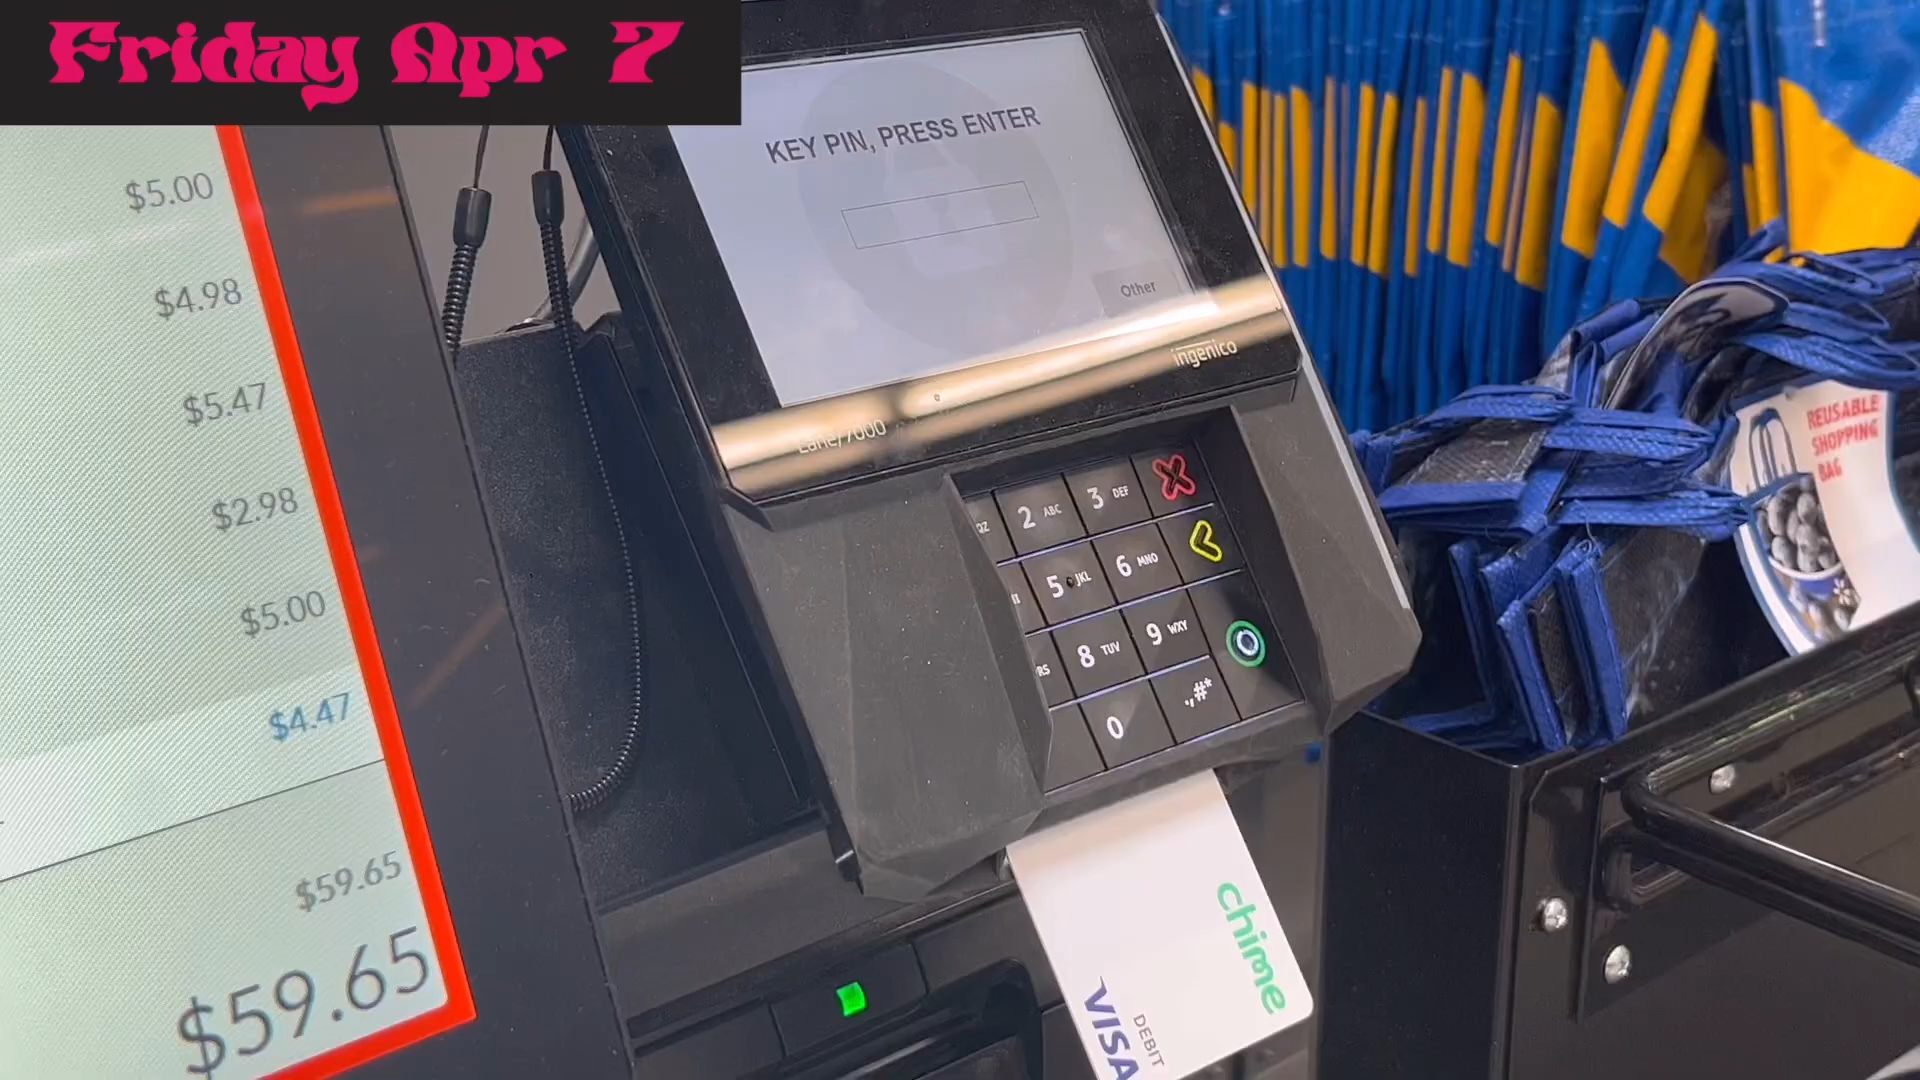 Friday Apr 7
$5.00
$4.98
$5.47
$2.98
$5.00
$4.47
$59.65
$59.65
KEY PIN, PRESS ENTER
Other
ingenico
Lane/7000
QZ
2 ABC
3 DEF
5 JKL
6 MNO
RS
8 TUV
9 WXY
0
.,#*
chime
VISA
DEBIT
REUSABLE
SHOPPING
BAG